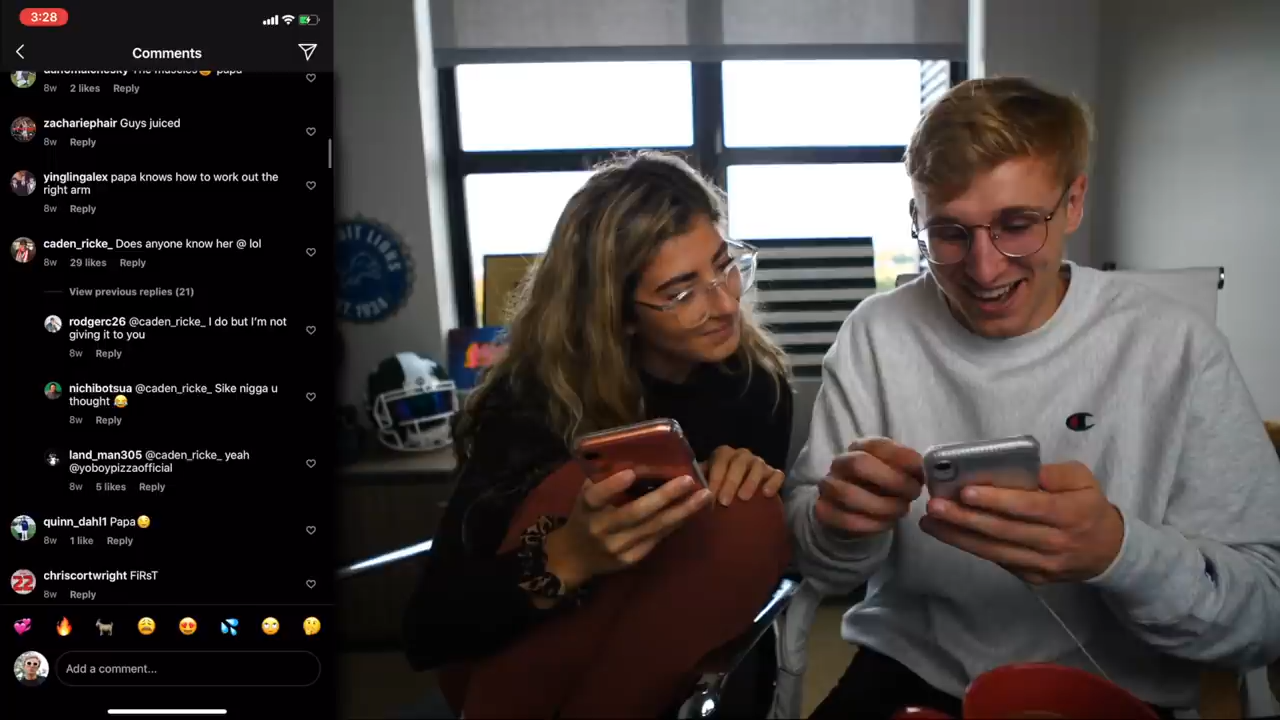 3:28
Comments
papa
8w 2 likes Reply
zachariephair Guys juiced
8w Reply
yinglingalex papa knows how to work out the
right arm
8w Reply
caden_ricke_ Does anyone know her @ lol
8w 29 likes Reply
View previous replies (21)
rodgerc26 @caden_ricke_ I do but I'm not
giving it to you
8w Reply
nichibotsua @caden_ricke_ Sike nigga u
thought 😂
8w Reply
land_man305 @caden_ricke_ yeah
@yoboypizzaofficial
8w 5 likes Reply
quinn_dahl1 Papa😉
8w 1 like Reply
chriscortwright FiRsT
8w Reply
Add a comment...